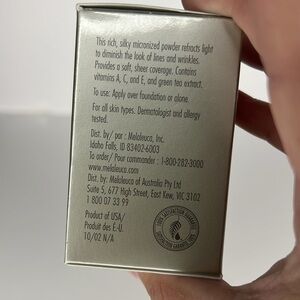 This rich, silky micronized powder refracts light
to diminish the look of lines and wrinkles.
Provides a soft, sheer coverage. Contains
vitamins A, C, and E, and green tea extract.
To use: Apply over foundation or alone.
For all skin types. Dermatologist and allergy
tested.
Dist. by/ par : Melaleuca, Inc.
Idaho Falls, ID 83402-6003
To order/ Pour commander : 1-800-282-3000
www.melaleuca.com
Dist. by: Melaleuca of Australia Pty Ltd
Suite 5, 677 High Street, East Kew, VIC 3102
1 800 07 33 99
Product of USA/
Produit des E.-U.
10/02 N/A
100% SATISFACTION GUARANTEE